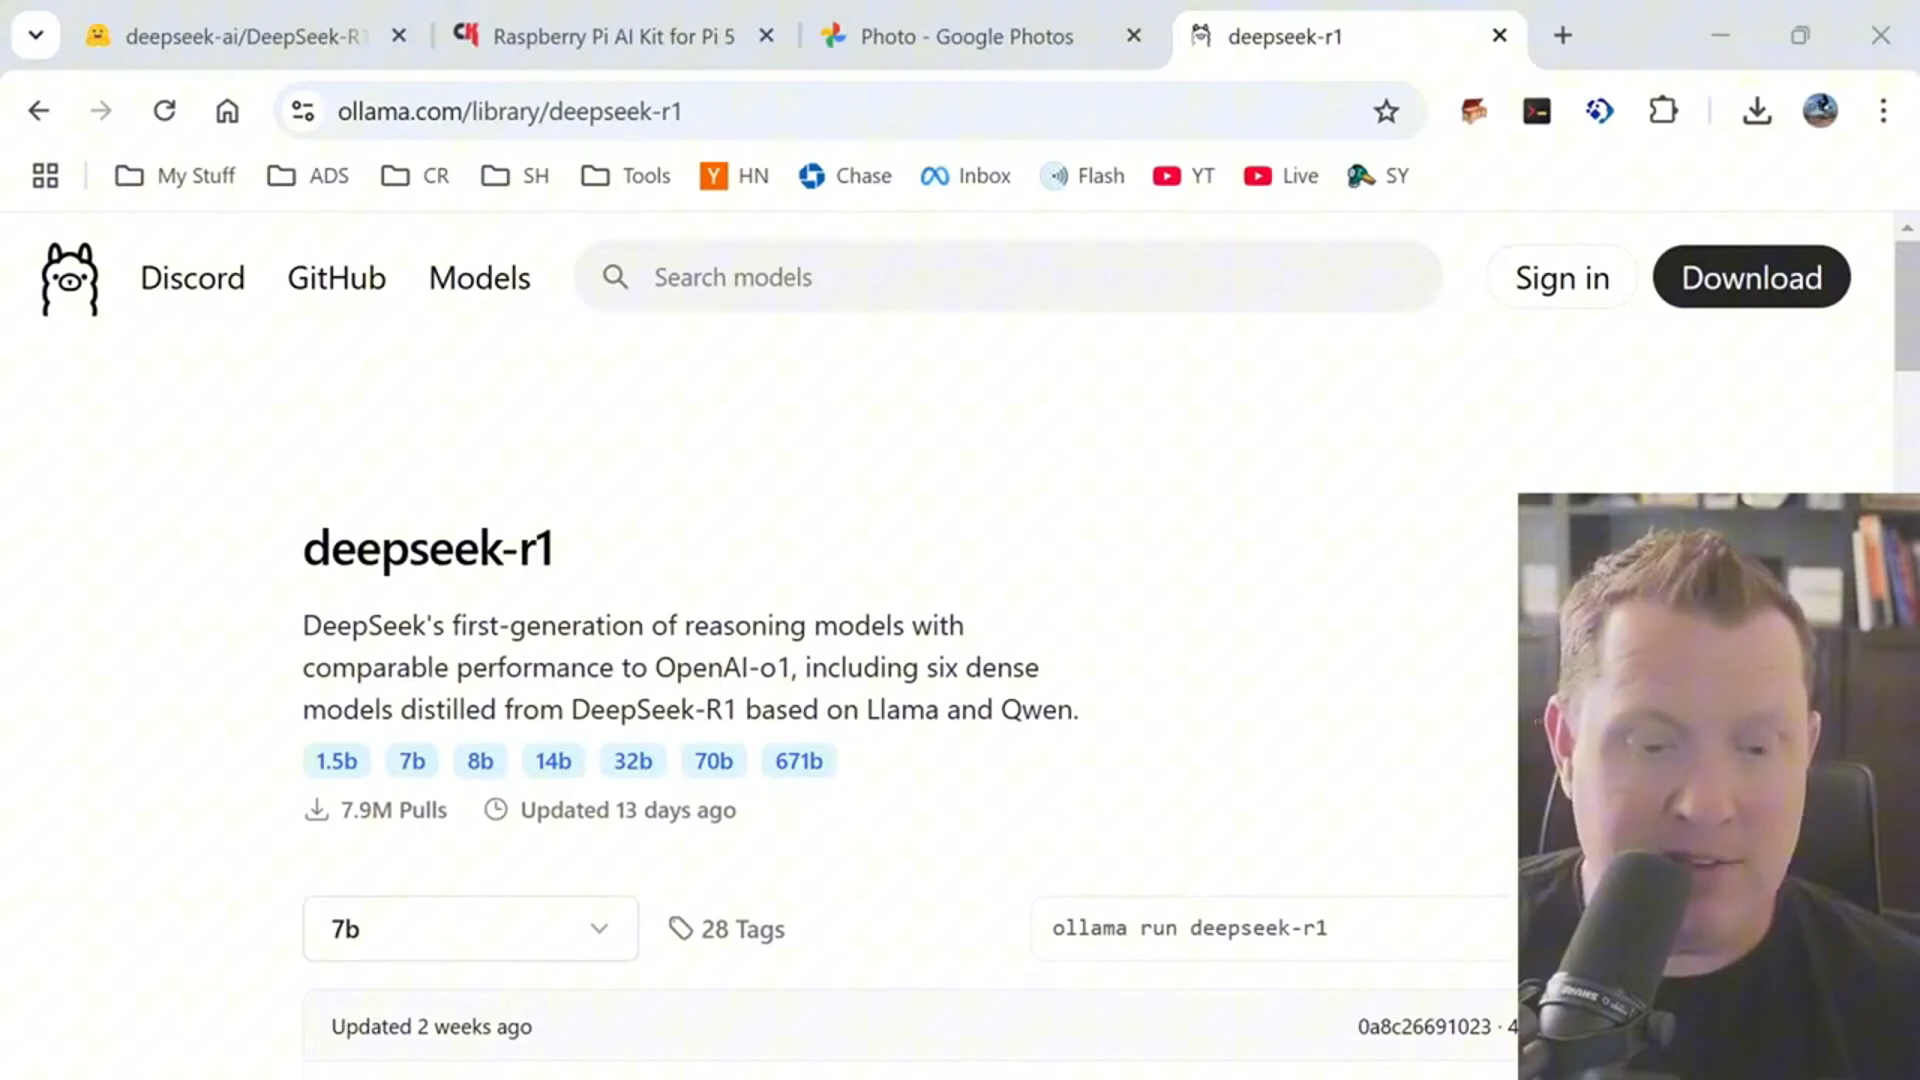 deepseek-ai/DeepSeek-R1
Raspberry Pi AI Kit for Pi 5
Photo - Google Photos
deepseek-r1
ollama.com/library/deepseek-r1
My Stuff
ADS
CR
SH
Tools
Y HN
Chase
Inbox
Flash
YT
Live
SY
Discord
GitHub
Models
Search models
Sign in
Download
deepseek-r1
DeepSeek's first-generation of reasoning models with
comparable performance to OpenAI-o1, including six dense
models distilled from DeepSeek-R1 based on Llama and Qwen.
1.5b 7b 8b 14b 32b 70b 671b
7.9M Pulls Updated 13 days ago
7b
28 Tags
ollama run deepseek-r1
Updated 2 weeks ago
0a8c26691023 · 4
SHURE